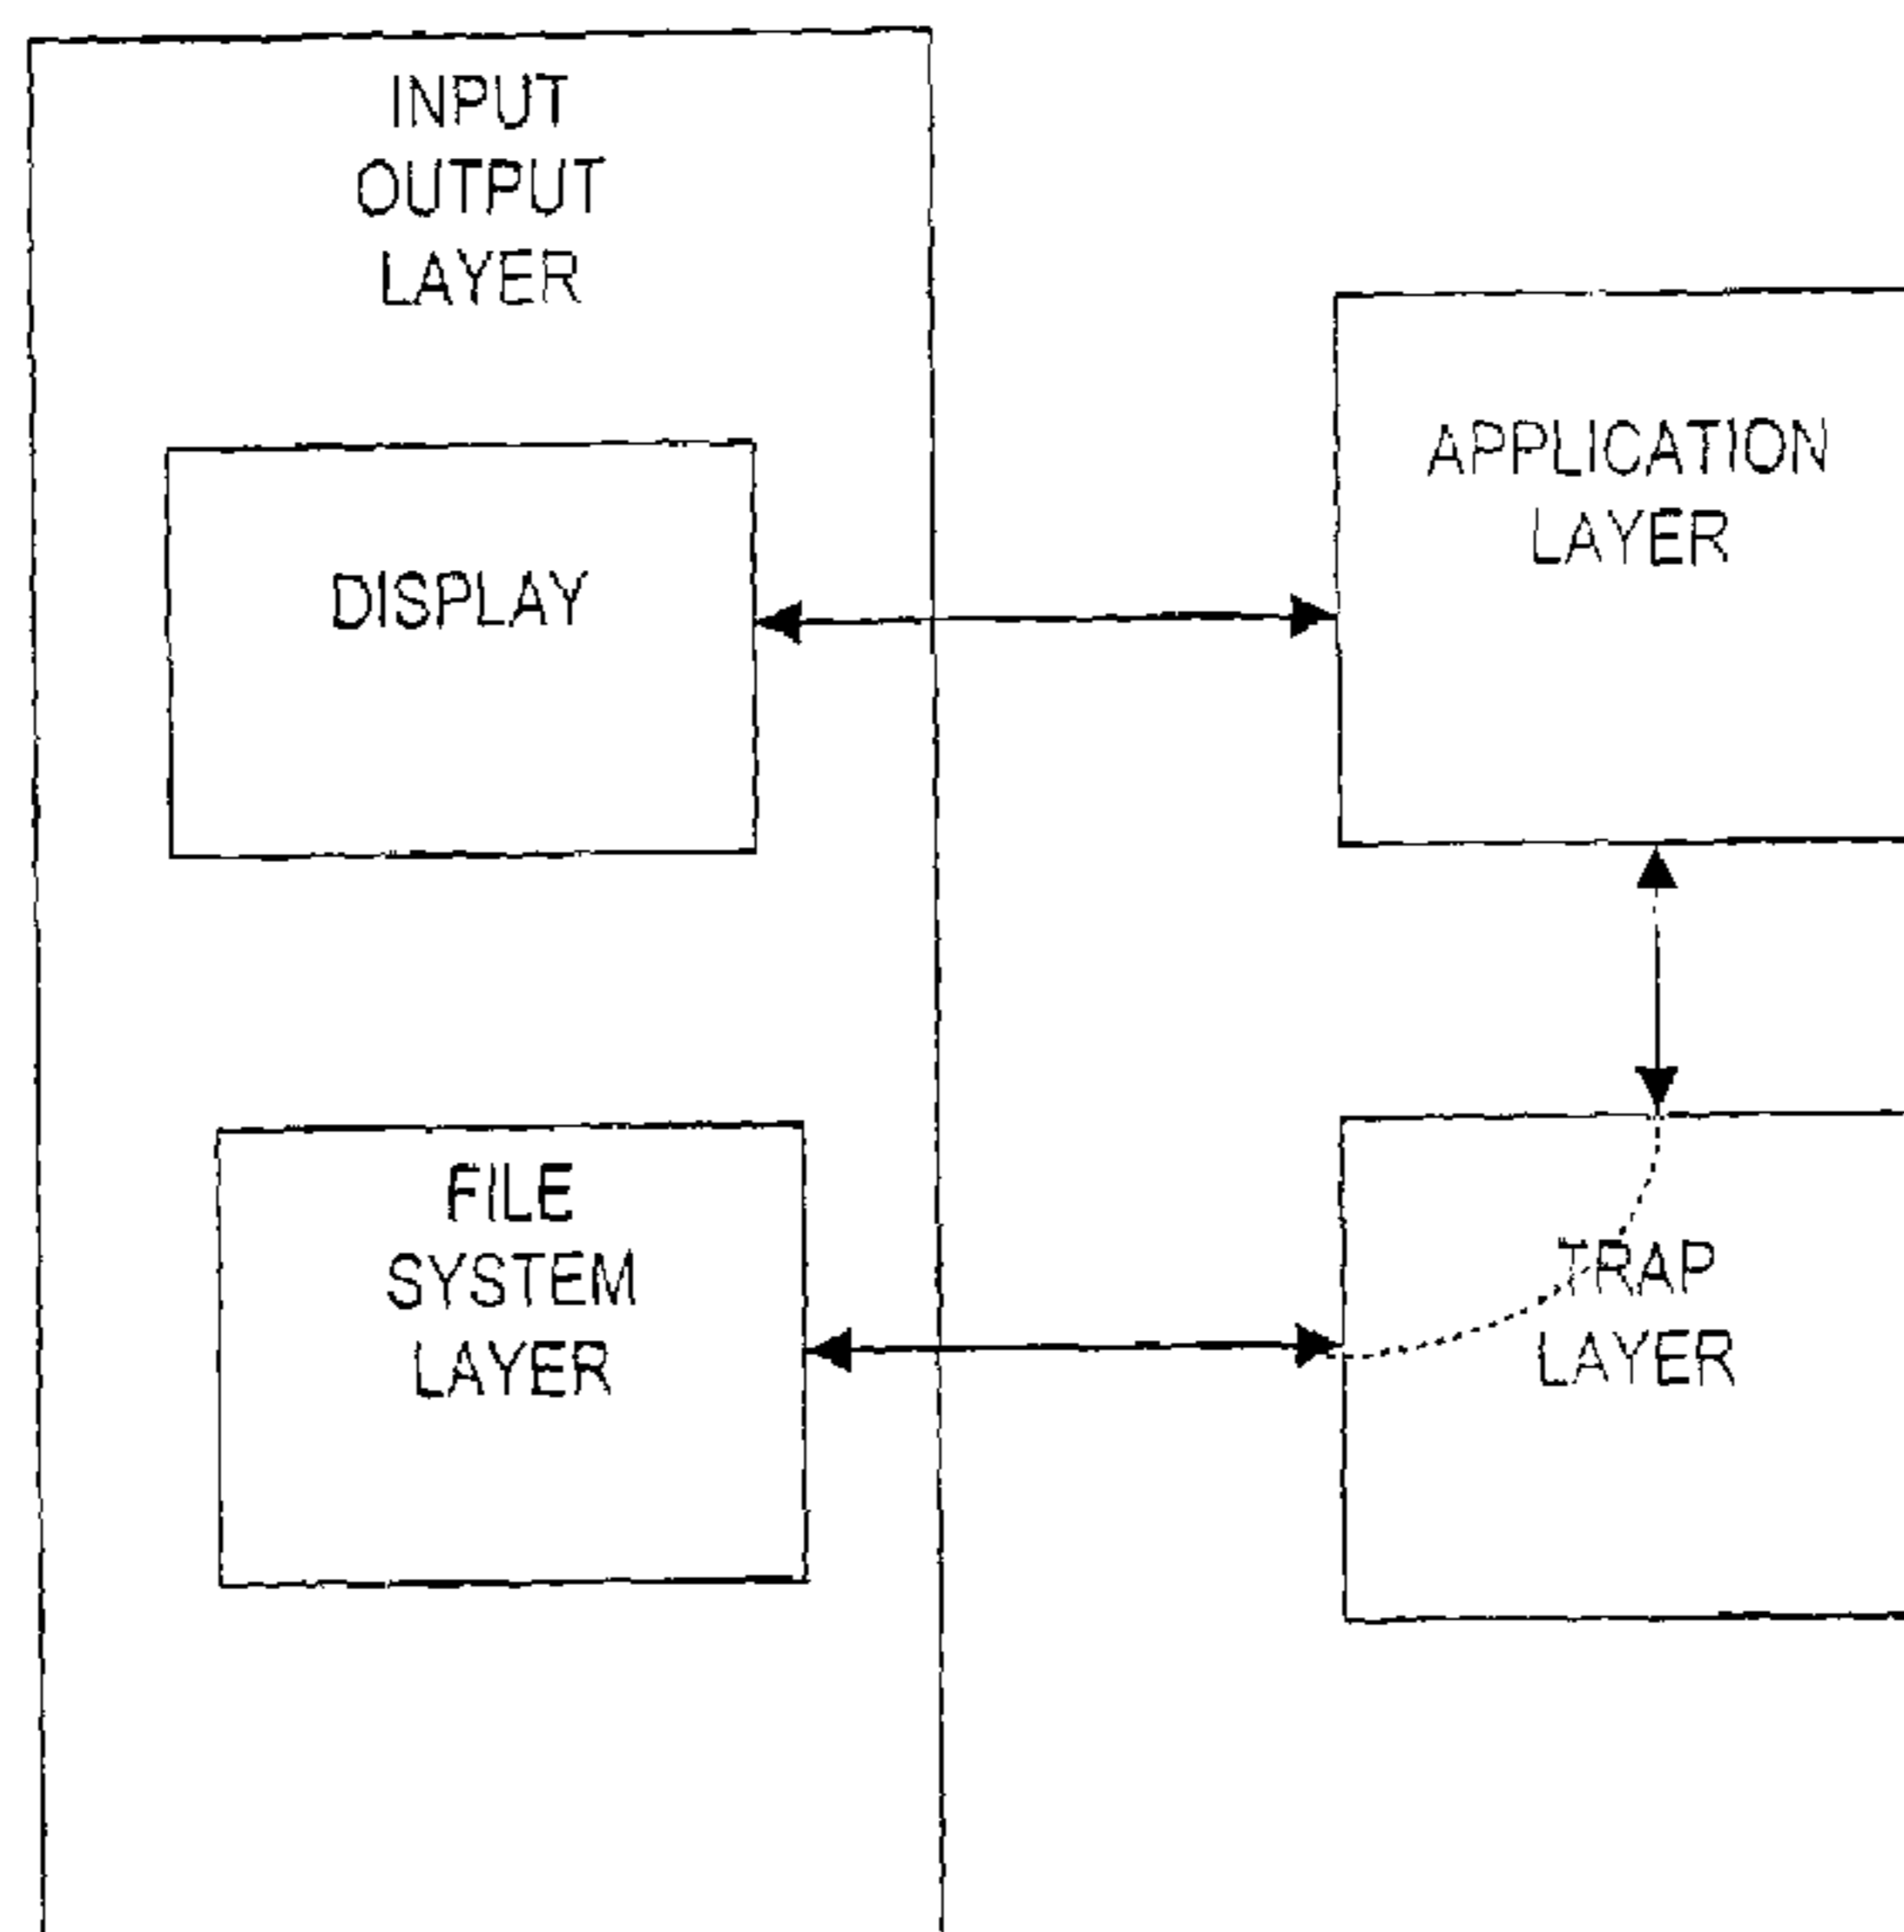 INPUT
OUTPUT
LAYER
DISPLAY
APPLICATION
LAYER
FILE
SYSTEM
LAYER
TRAP
LAYER